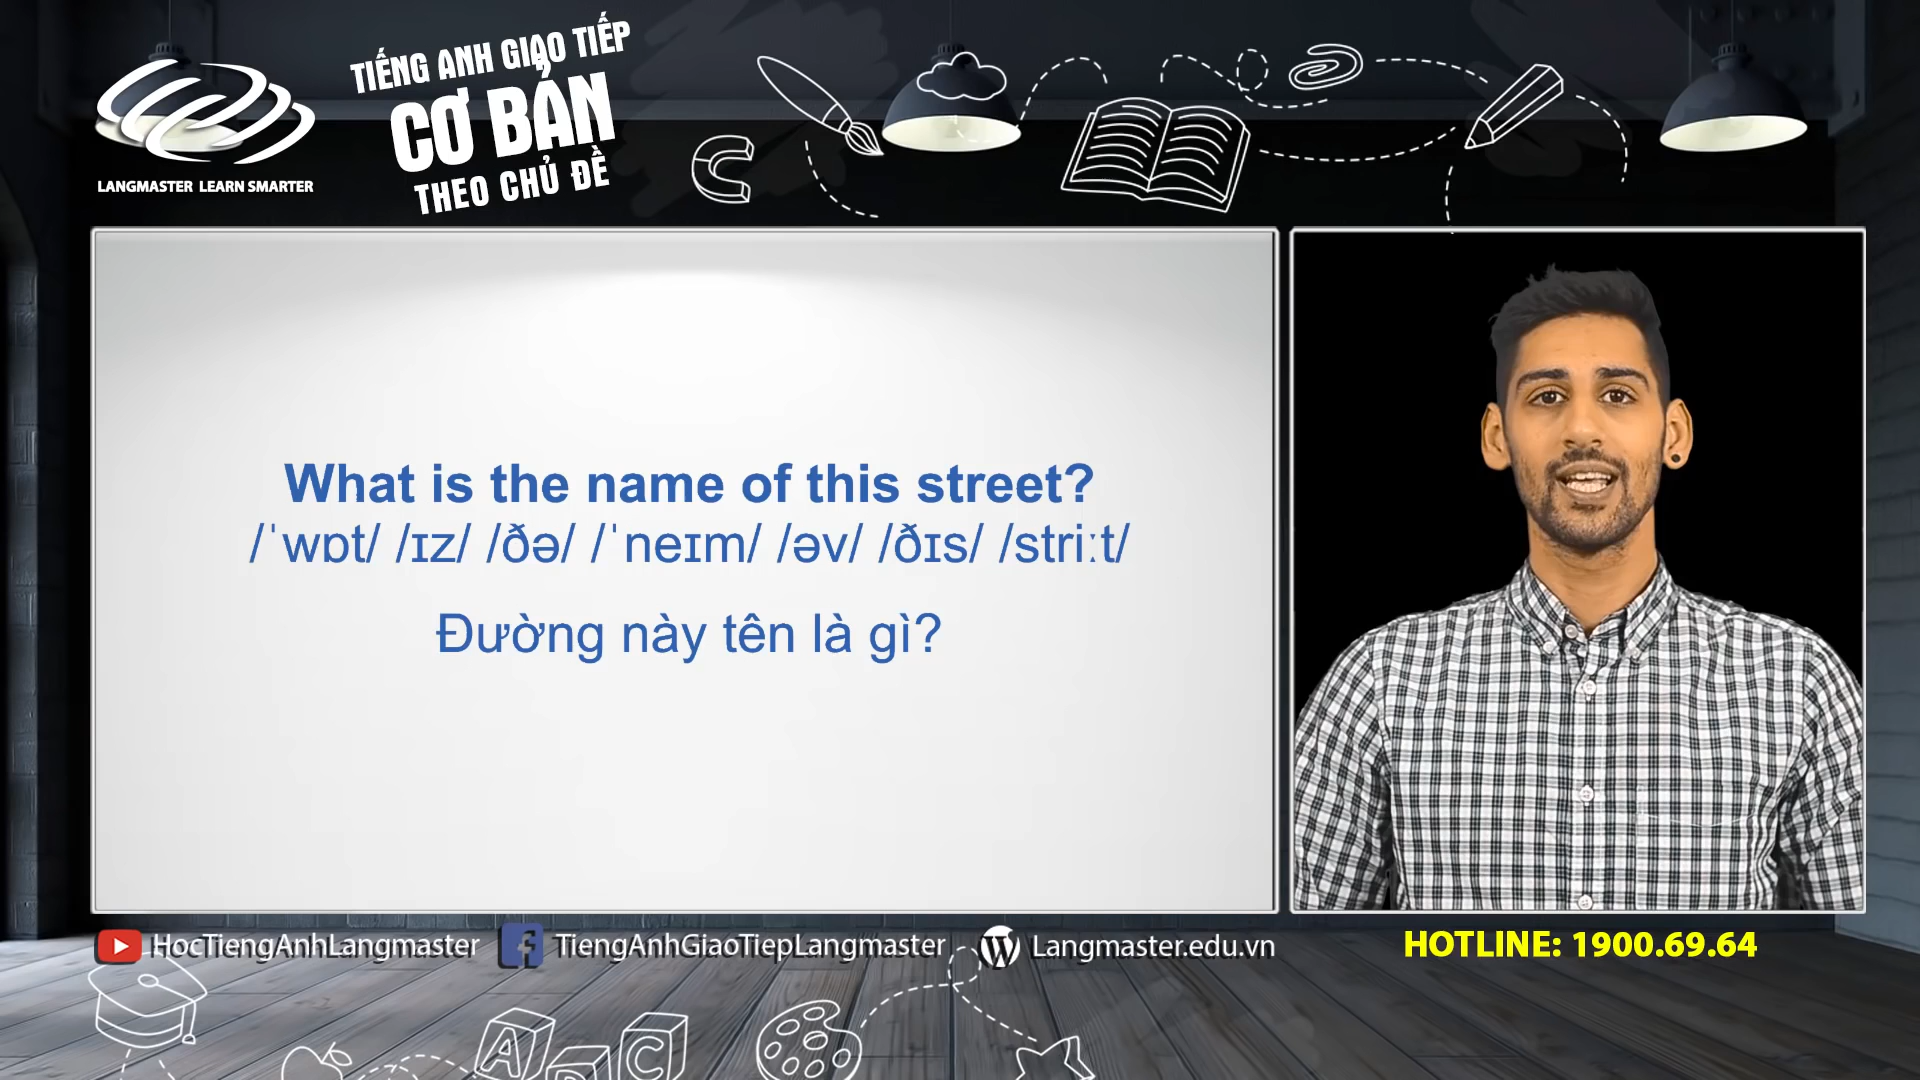 LANGMASTER LEARN SMARTER
TIẾNG ANH GIAO TIẾP
CƠ BẢN
THEO CHỦ ĐỀ
What is the name of this street?
/ˈwɒt/ /ɪz/ /ðə/ /ˈneɪm/ /əv/ /ðɪs/ /striːt/
Đường này tên là gì?
HocTiengAnhLangmaster
TiengAnhGiaoTiepLangmaster
Langmaster.edu.vn
HOTLINE: 1900.69.64
A
B
C